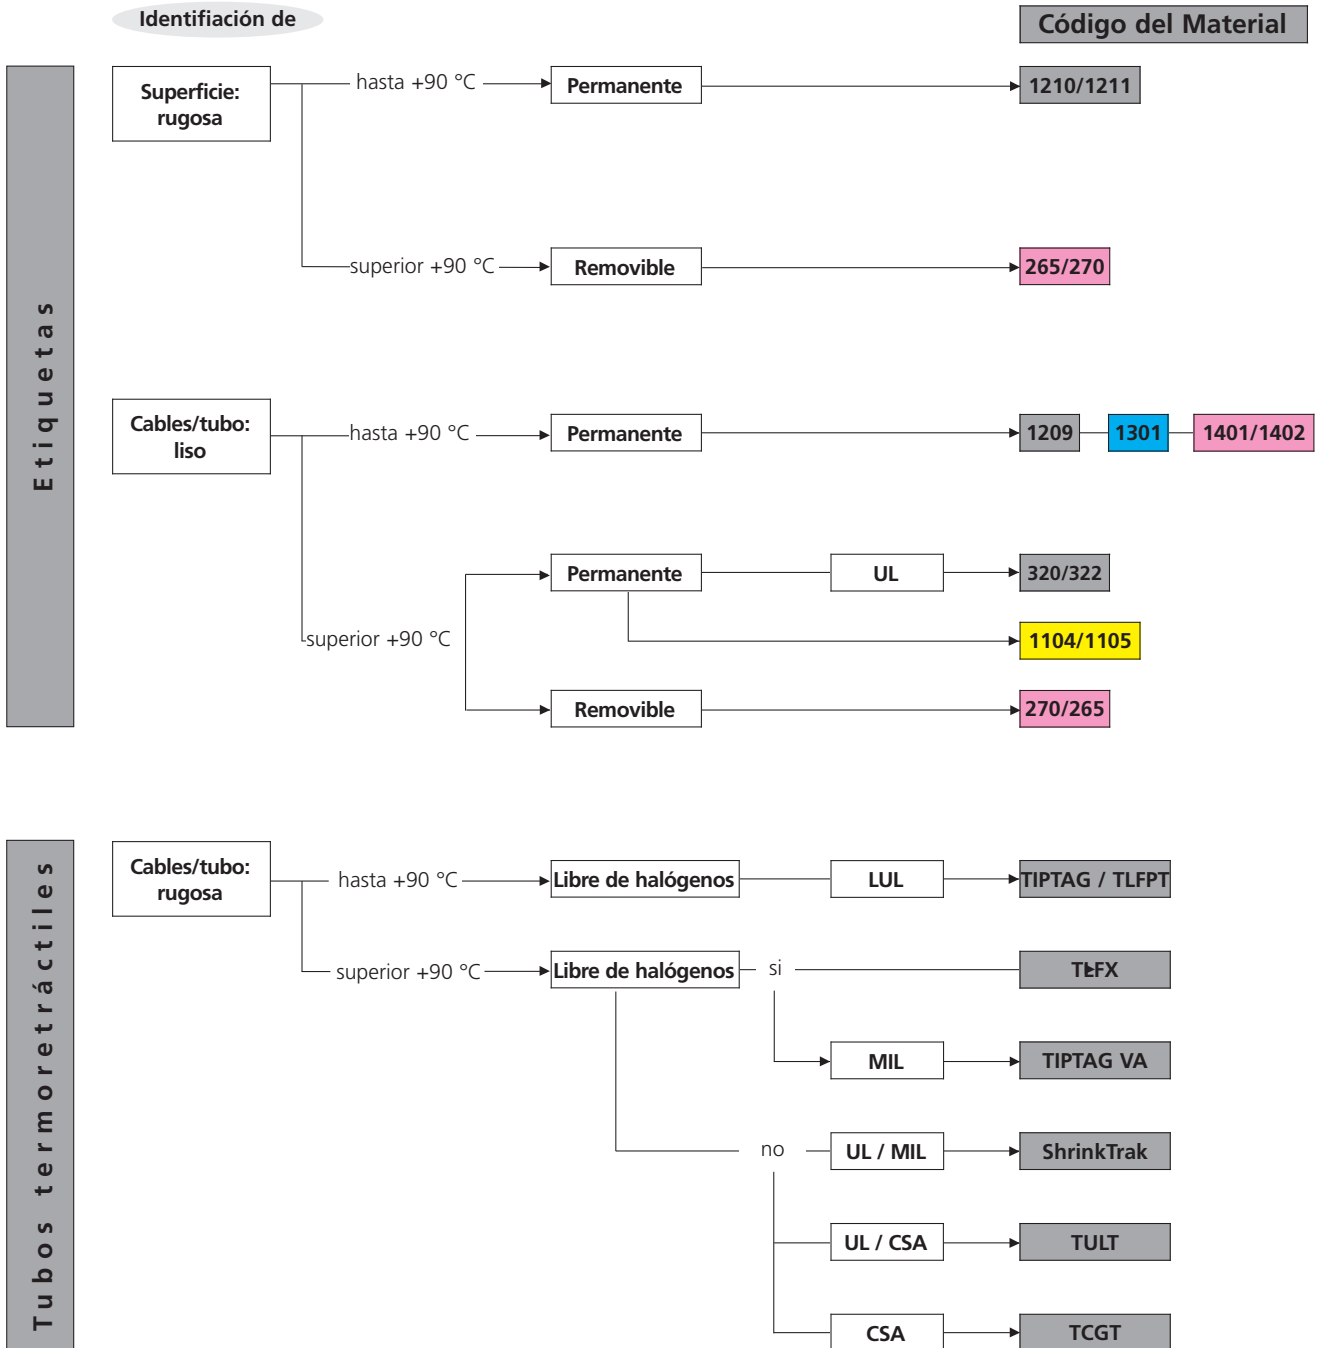 Identifiación de
Código del Material
Etiquetas
Superficie:
rugosa
hasta +90 °C
Permanente
1210/1211
superior +90 °C
Removible
265/270
Cables/tubo:
liso
hasta +90 °C
Permanente
1209
1301
1401/1402
superior +90 °C
Permanente
UL
320/322
1104/1105
Removible
270/265
Tubos termoretráctiles
Cables/tubo:
rugosa
hasta +90 °C
Libre de halógenos
LUL
TIPTAG / TLFPT
superior +90 °C
Libre de halógenos
si
TLFX
MIL
TIPTAG VA
no
UL / MIL
ShrinkTrak
UL / CSA
TULT
CSA
TCGT